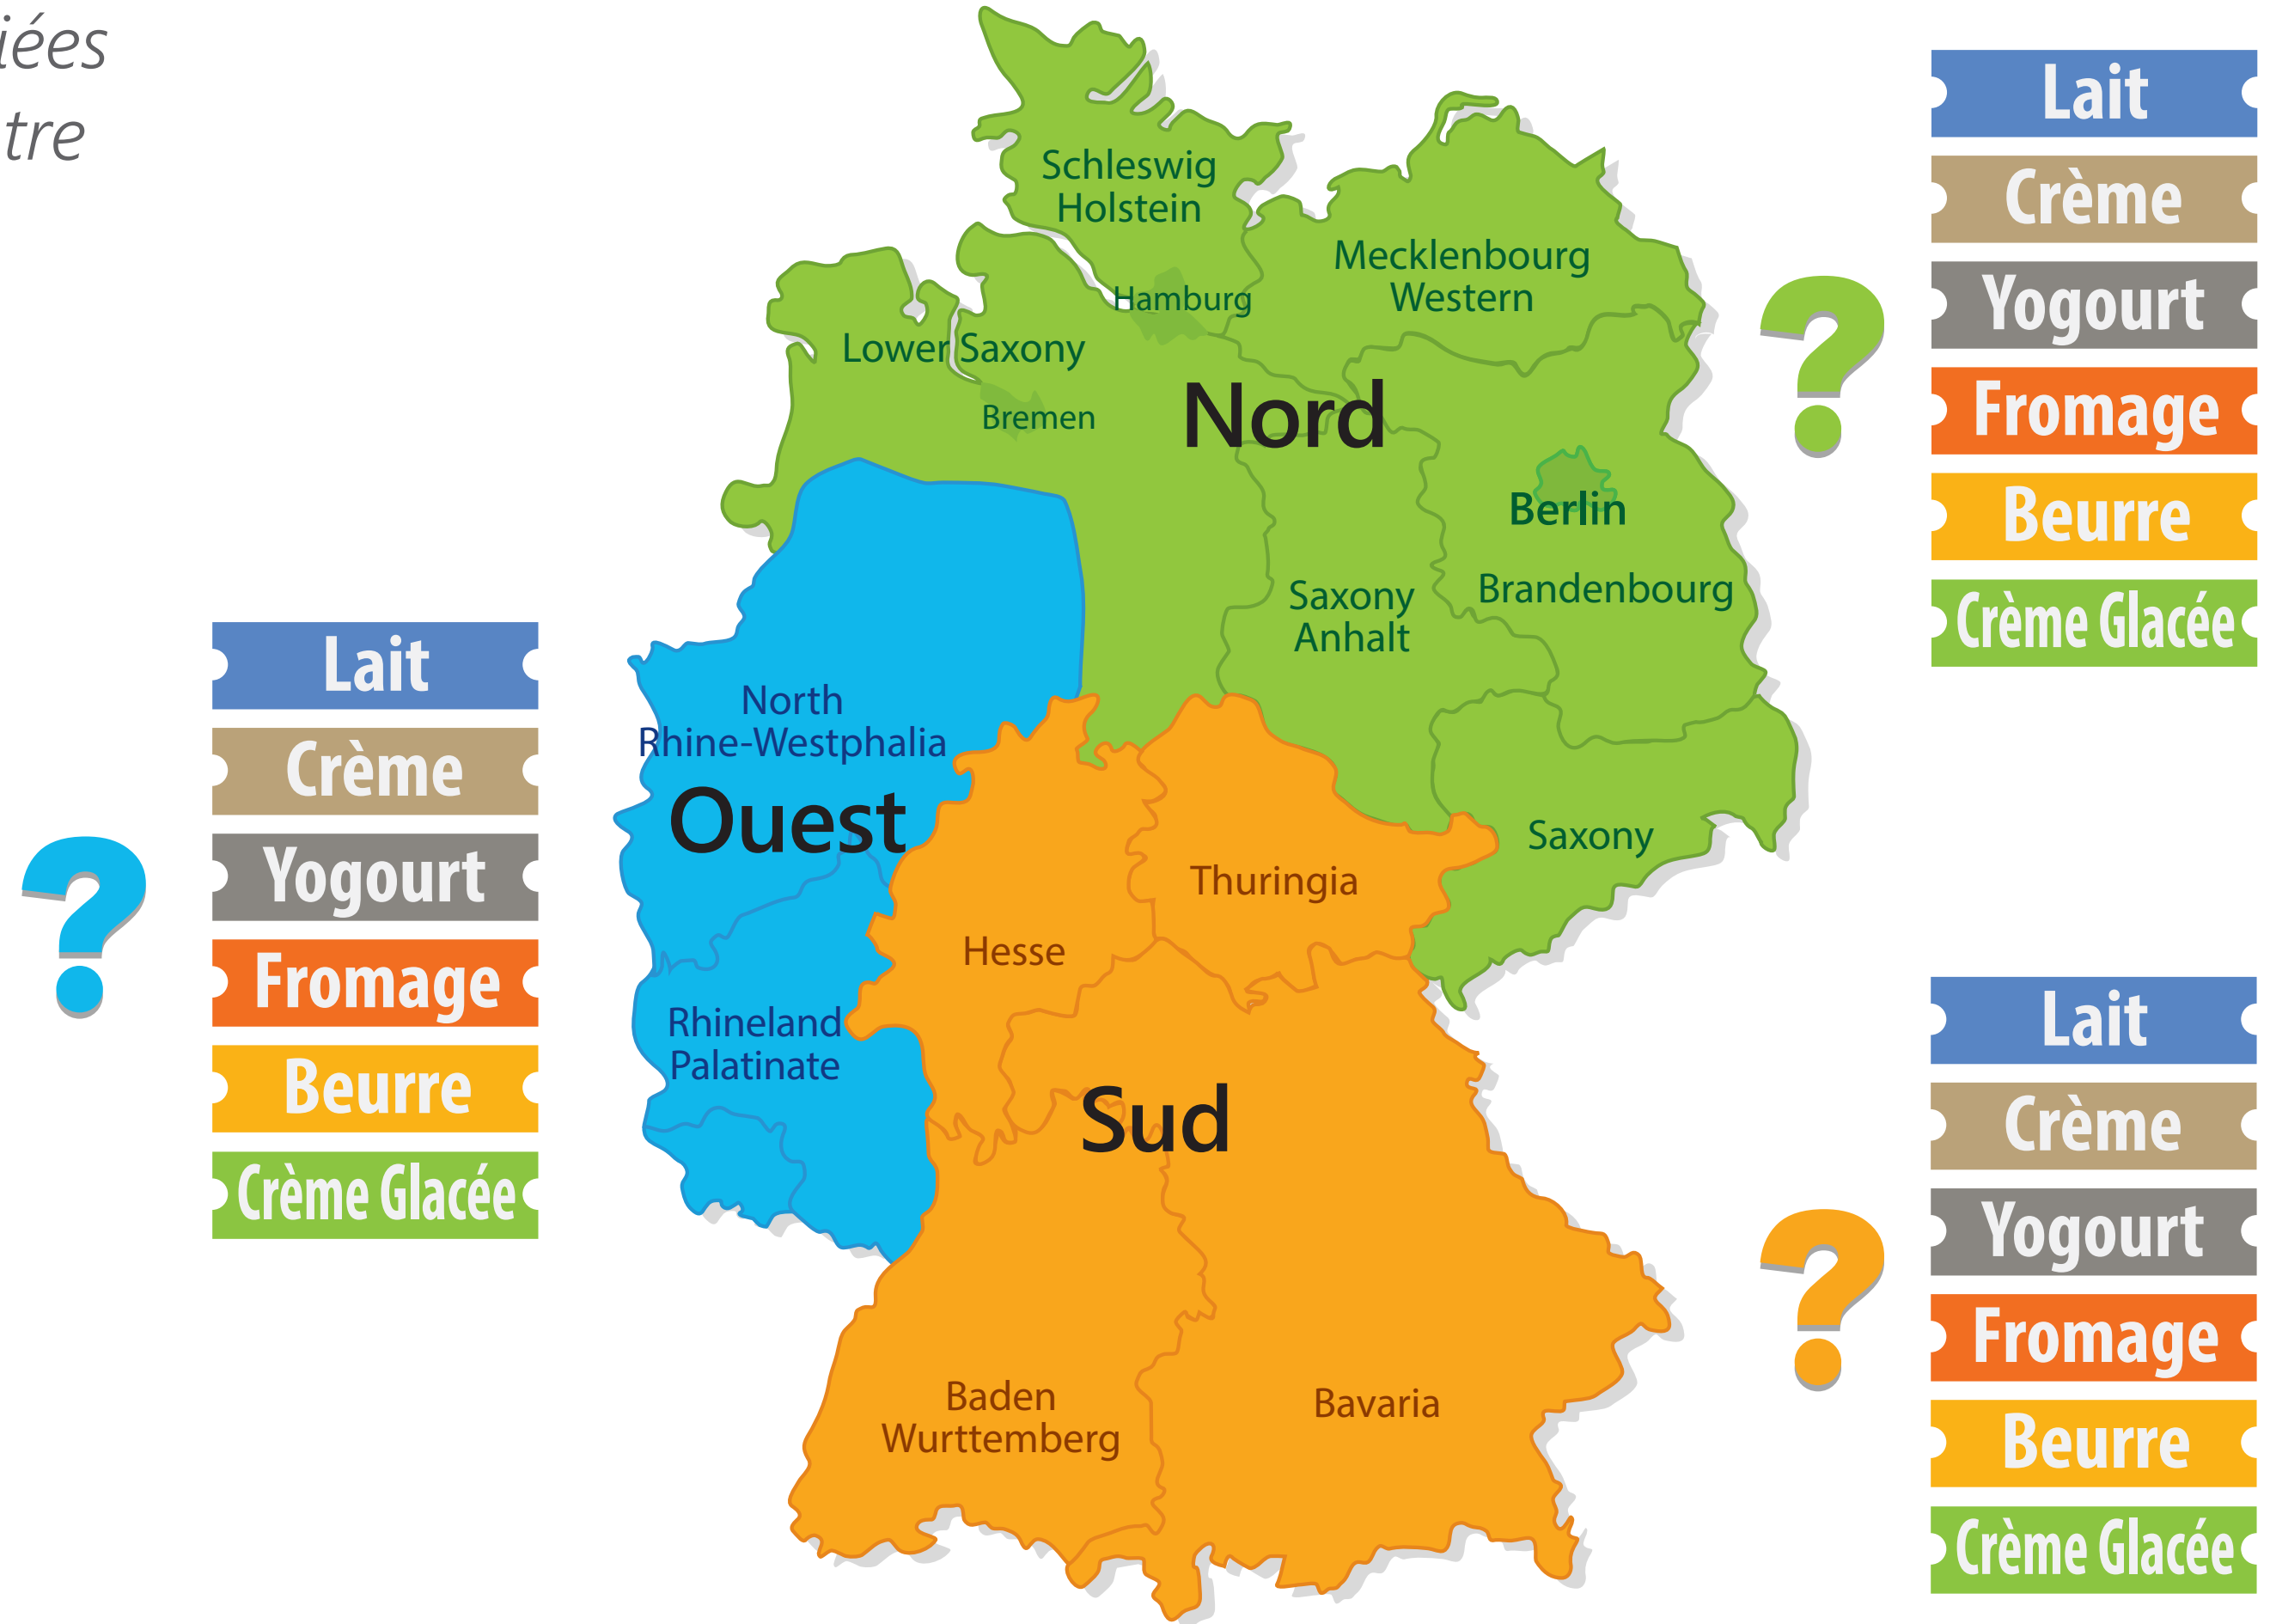 iées
tre
Schleswig
Holstein
Mecklenbourg
Western
Hamburg
Lower Saxony
Bremen
Nord
Berlin
Brandenbourg
Saxony
Anhalt
North
Rhine-Westphalia
Ouest
Saxony
Thuringia
Hesse
Rhineland
Palatinate
Sud
Baden
Wurttemberg
Bavaria
?
Lait
Crème
Yogourt
Fromage
Beurre
Crème Glacée
?
Lait
Crème
Yogourt
Fromage
Beurre
Crème Glacée
?
Lait
Crème
Yogourt
Fromage
Beurre
Crème Glacée